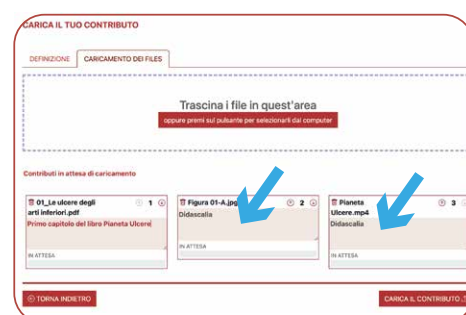 CARICA IL TUO CONTRIBUTO
DEFINIZIONE CARICAMENTO DEI FILES
Trascina i file in quest'area
oppure premi sul pulsante per selezionarli dal computer
Contributi in attesa di caricamento
01_Le ulcere degli arti inferiori.pdf 1
Primo capitolo del libro Pianeta Ulcere
IN ATTESA
Figura 01-A.jpg 2
Didascalia
IN ATTESA
Pianeta Ulcere.mp4 3
Didascalia
IN ATTESA
TORNA INDIETRO
CARICA IL CONTRIBUTO